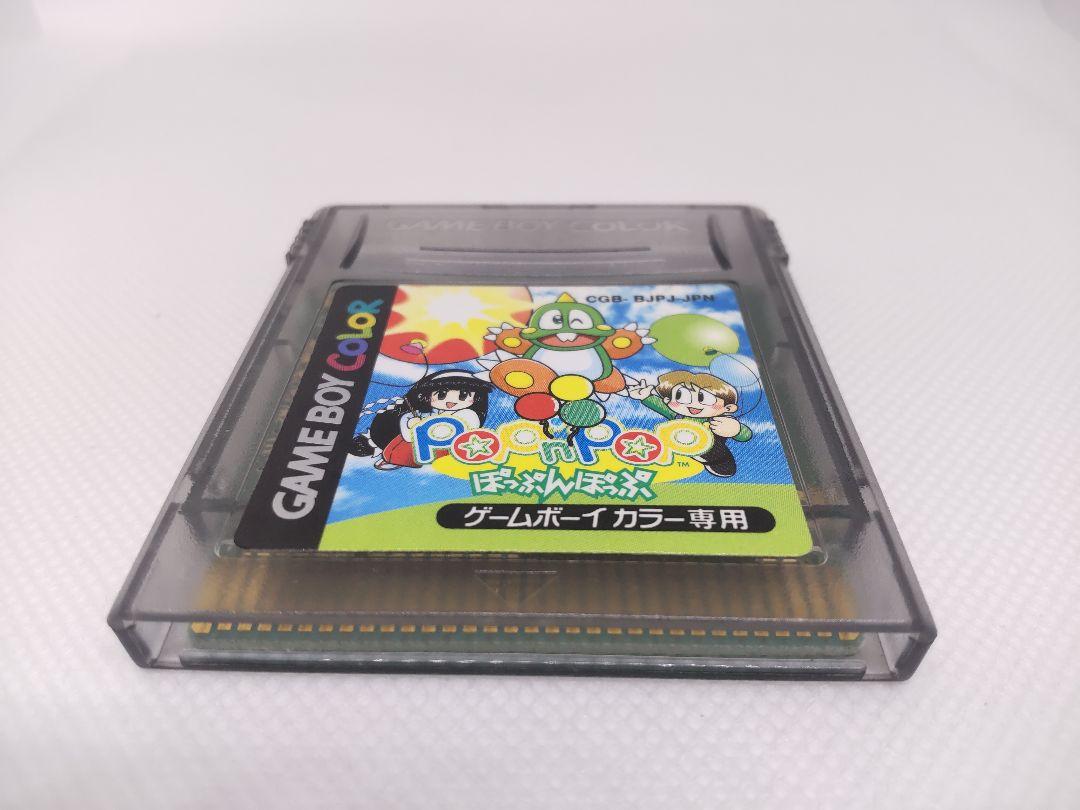 GAME BOY COLOR
GAME BOY COLOR
CGB- BJPJ-JPN
POP'N POP™
ぽっぷんぽっぷ
ゲームボーイ カラー専用